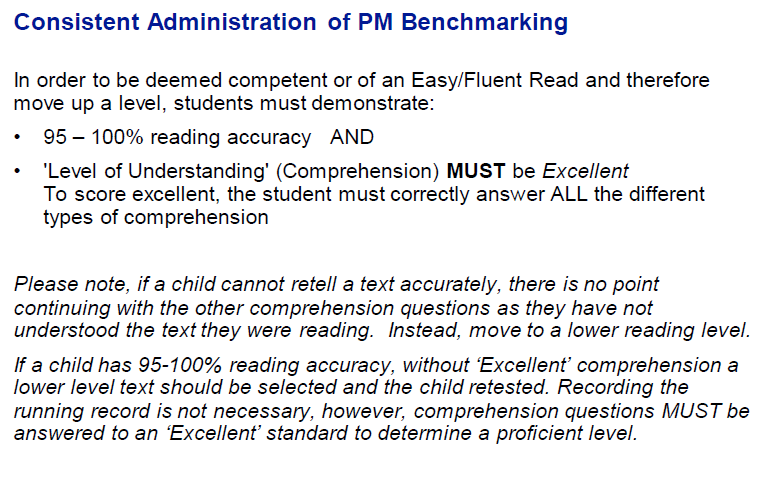 Consistent Administration of PM Benchmarking
In order to be deemed competent or of an Easy/Fluent Read and therefore
move up a level, students must demonstrate:
• 95 – 100% reading accuracy AND
• 'Level of Understanding' (Comprehension) MUST be Excellent
To score excellent, the student must correctly answer ALL the different
types of comprehension
Please note, if a child cannot retell a text accurately, there is no point
continuing with the other comprehension questions as they have not
understood the text they were reading. Instead, move to a lower reading level.
If a child has 95-100% reading accuracy, without ‘Excellent’ comprehension a
lower level text should be selected and the child retested. Recording the
running record is not necessary, however, comprehension questions MUST be
answered to an ‘Excellent’ standard to determine a proficient level.